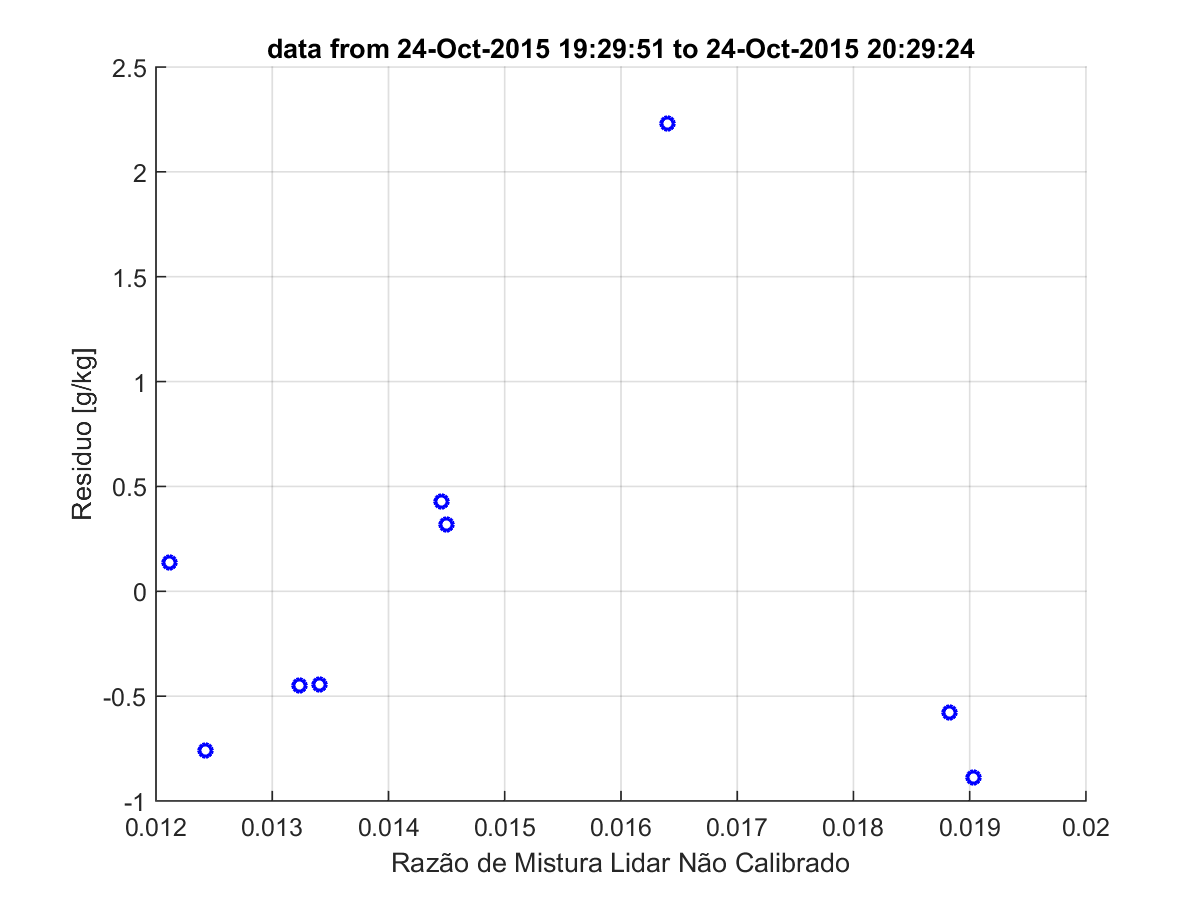 data from 24-Oct-2015 19:29:51 to 24-Oct-2015 20:29:24
2.5
2
1.5
1
0.5
0
-0.5
-1
Residuo [g/kg]
0.012 0.013 0.014 0.015 0.016 0.017 0.018 0.019 0.02
Razão de Mistura Lidar Não Calibrado